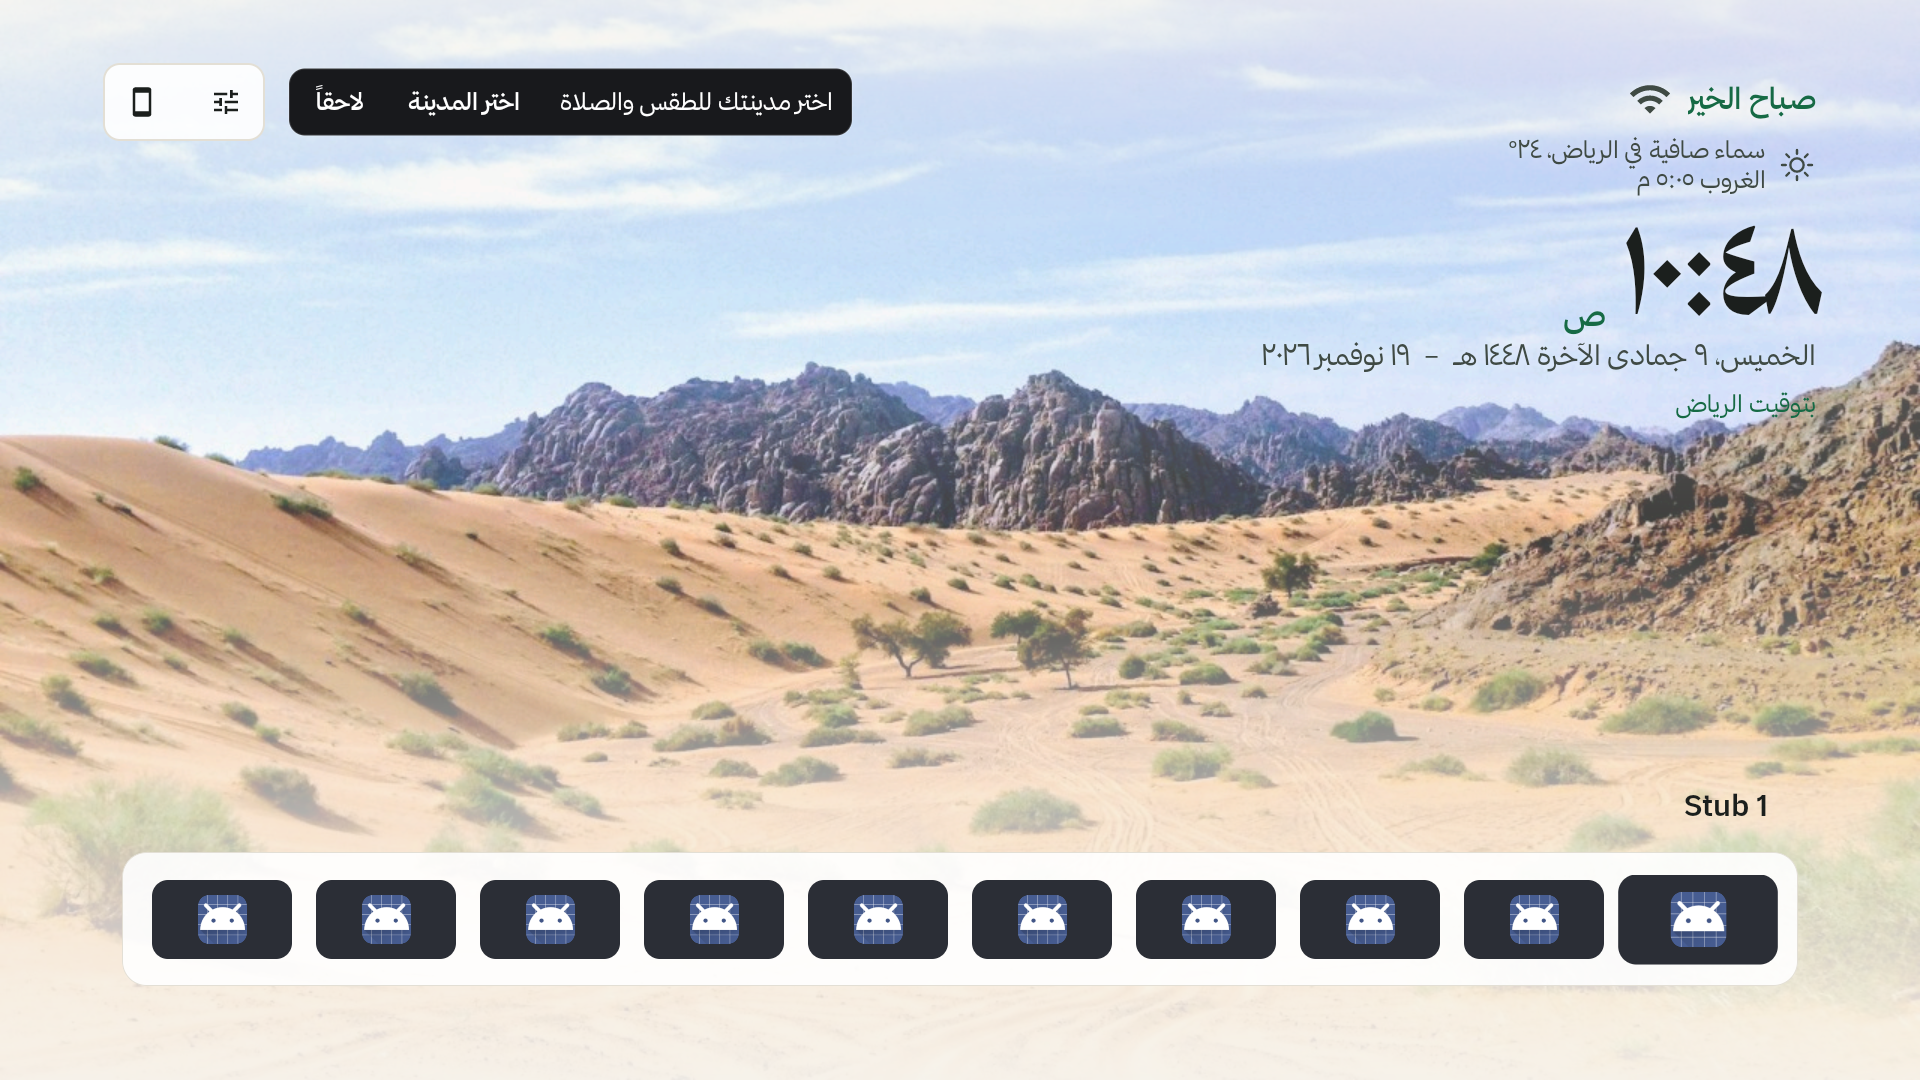 صباح الخير
سماء صافية في الرياض، ٢٤°
الغروب ٥:٠٥ م
١٠:٤٨ ص
الخميس، ٩ جمادى الآخرة ١٤٤٨ هـ – ١٩ نوفمبر ٢٠٢٦
بتوقيت الرياض
اختر مدينتك للطقس والصلاة اختر المدينة لاحقاً
Stub 1